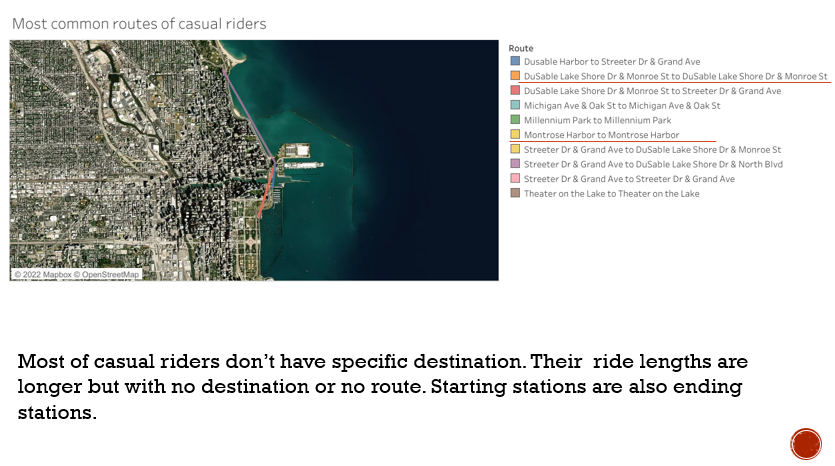 Most common routes of casual riders
© 2022 Mapbox © OpenStreetMap
Route
Dusable Harbor to Streeter Dr & Grand Ave
DuSable Lake Shore Dr & Monroe St to DuSable Lake Shore Dr & Monroe St
DuSable Lake Shore Dr & Monroe St to Streeter Dr & Grand Ave
Michigan Ave & Oak St to Michigan Ave & Oak St
Millennium Park to Millennium Park
Montrose Harbor to Montrose Harbor
Streeter Dr & Grand Ave to DuSable Lake Shore Dr & Monroe St
Streeter Dr & Grand Ave to DuSable Lake Shore Dr & North Blvd
Streeter Dr & Grand Ave to Streeter Dr & Grand Ave
Theater on the Lake to Theater on the Lake
Most of casual riders don't have specific destination. Their ride lengths are
longer but with no destination or no route. Starting stations are also ending
stations.